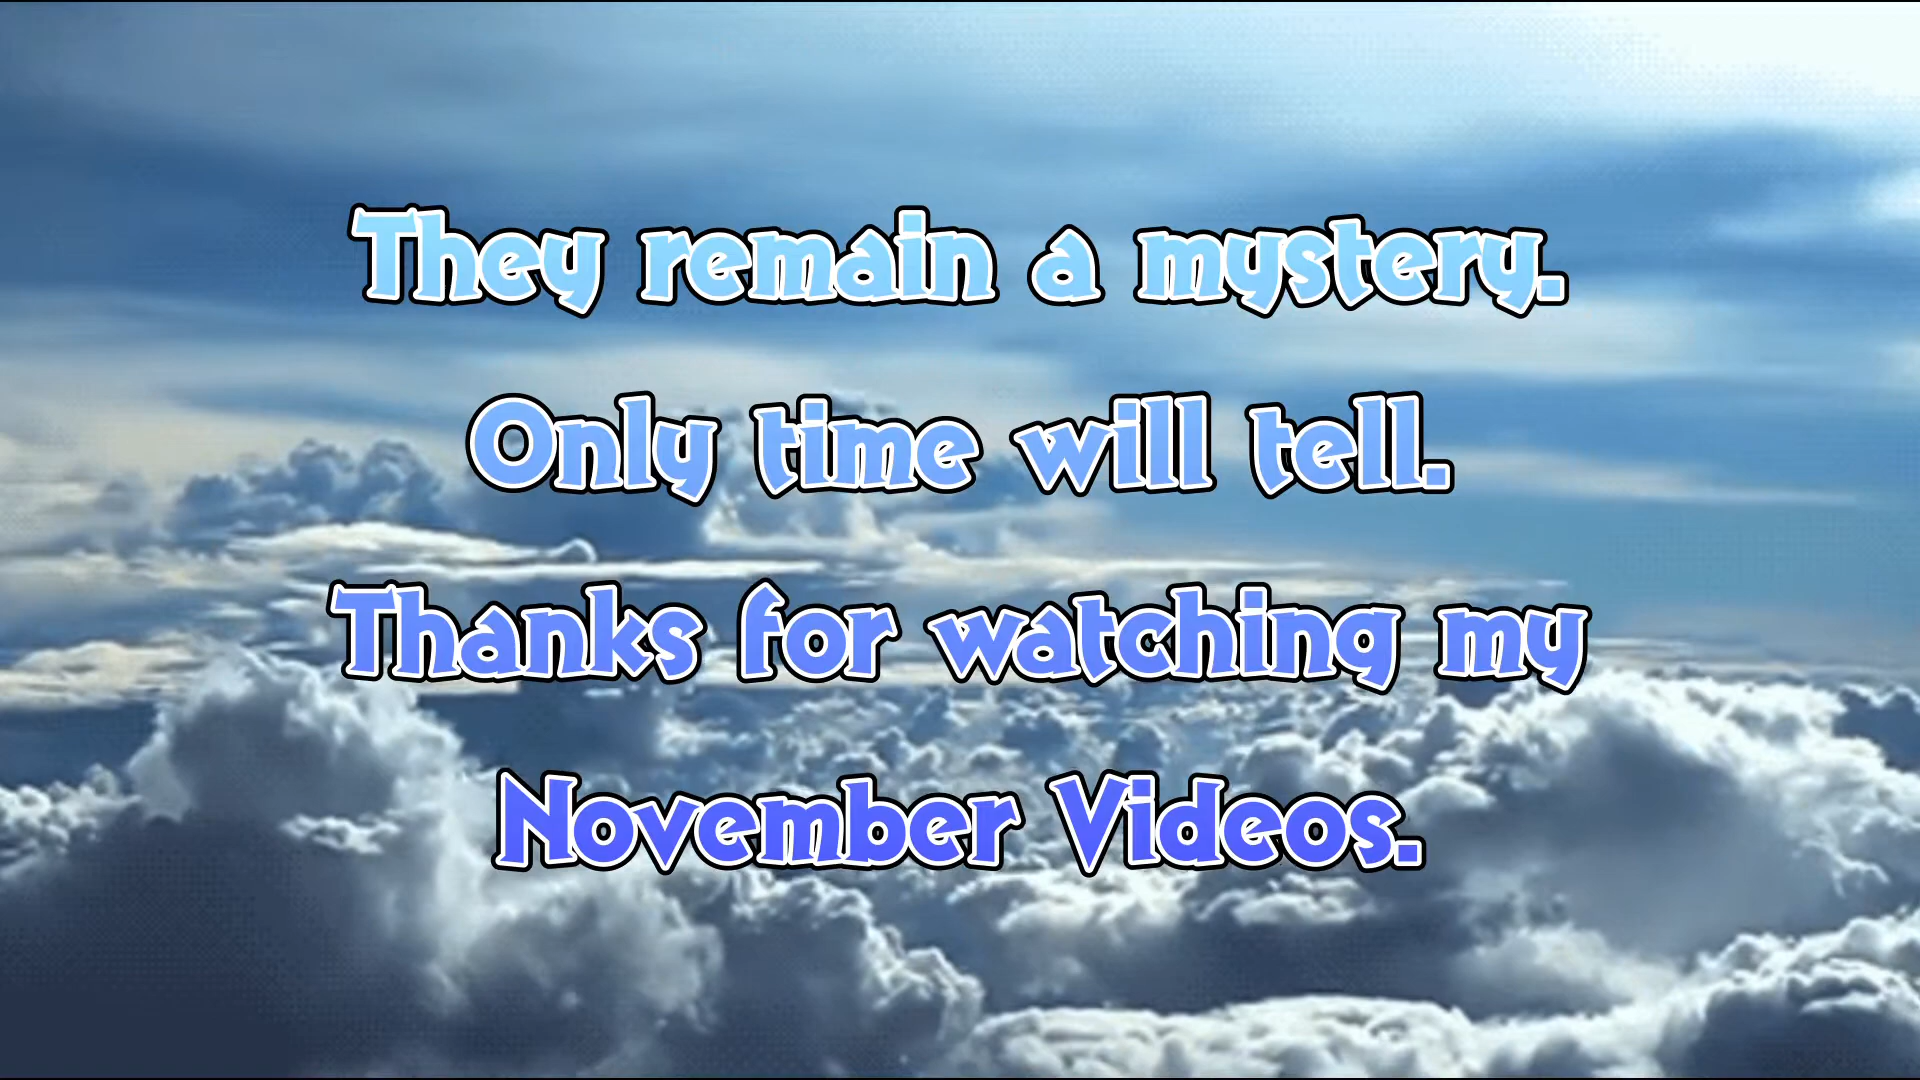 They remain a mystery.
Only time will tell.
Thanks for watching my
November Videos.